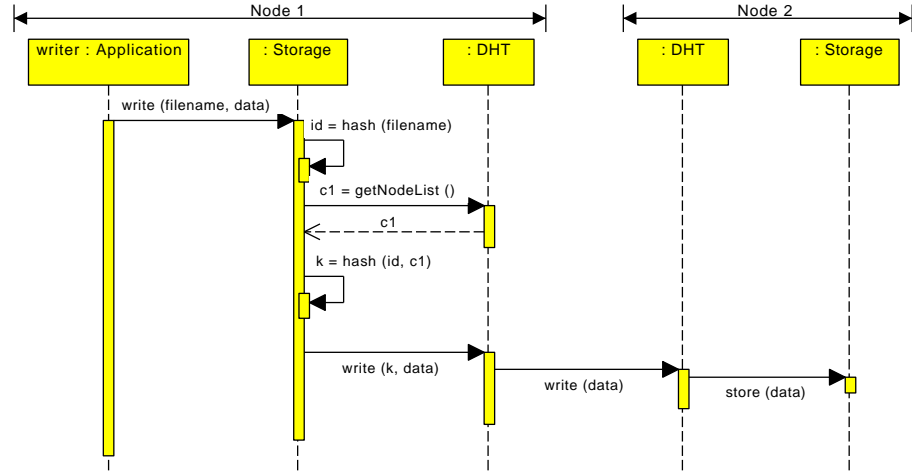 Node 1
Node 2
writer : Application
: Storage
: DHT
: DHT
: Storage
write (filename, data)
id = hash (filename)
c1 = getNodeList ()
c1
k = hash (id, c1)
write (k, data)
write (data)
store (data)